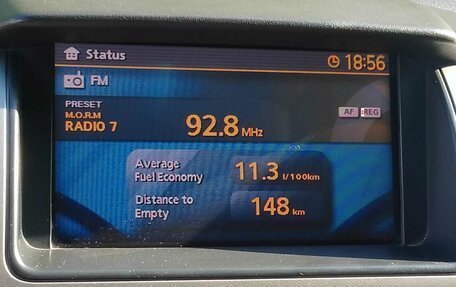 Status 18:56
FM
PRESET
M.O.R.M
RADIO 7 92.8 MHz
AF REG
Average
Fuel Economy 11.3 l/100km
Distance to
Empty 148 km